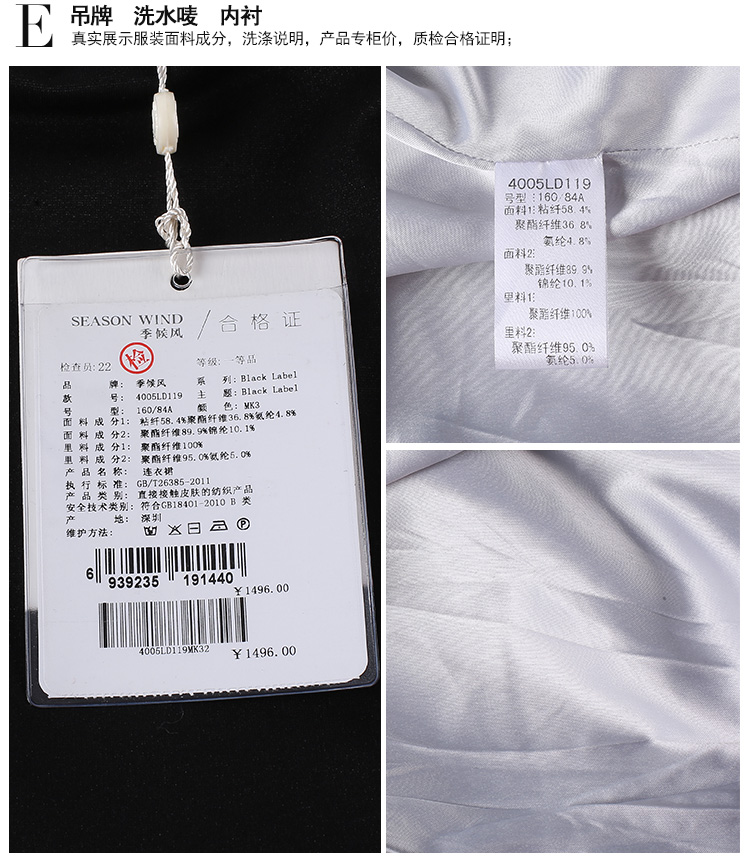 E
吊牌 洗水唛 内衬
真实展示服装面料成分，洗涤说明，产品专柜价，质检合格证明；
SEASON WIND
季候风
/合格证
检查员：22 检 等级：一等品
品牌：季候风 系列：Black Label
款号：4005LD119 主题：Black Label
号型：160/84A 颜色：MK3
面料成分1：粘纤58.4%聚酯纤维36.8%氨纶4.8%
面料成分2：聚酯纤维89.9%锦纶10.1%
里料成分1：聚酯纤维100%
里料成分2：聚酯纤维95.0%氨纶5.0%
产品名称：连衣裙
执行标准：GB/T26385-2011
产品类别：直接接触皮肤的纺织产品
安全技术类别：符合GB18401-2010 B 类
产地：深圳
维护方法：
6 939235 191440
¥1496.00
4005LD119MK32
¥1496.00
4005LD119
号型：160/84A
面料1：粘纤58.4%
聚酯纤维36.8%
氨纶4.8%
面料2：
聚酯纤维89.9%
锦纶10.1%
里料1：
聚酯纤维100%
里料2：
聚酯纤维95.0%
氨纶5.0%